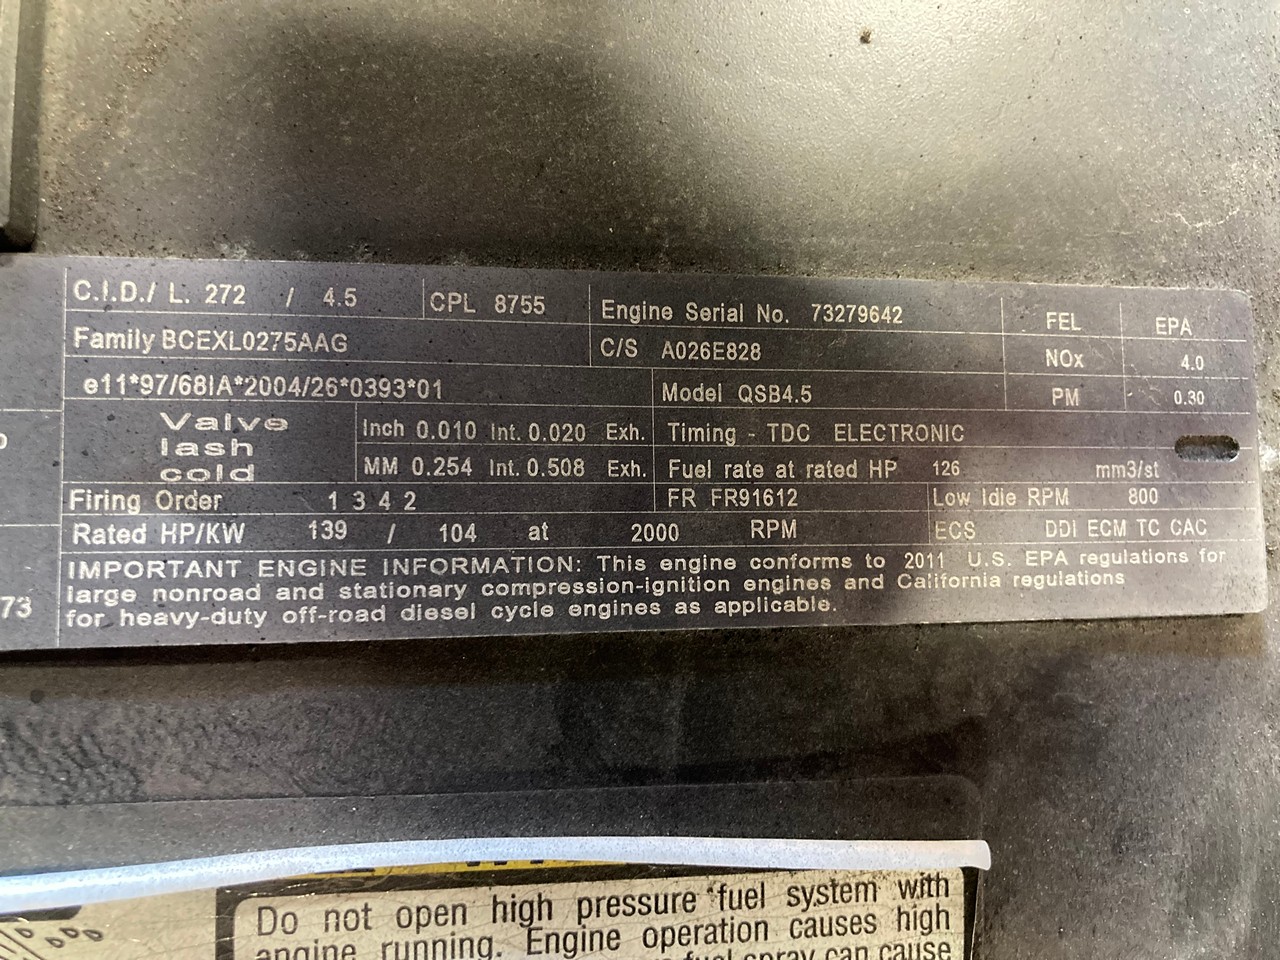 C.I.D./ L. 272 / 4.5 CPL 8755 Engine Serial No. 73279642 FEL EPA
Family BCEXL0275AAG C/S A026E828 NOx 4.0
e11*97/68IA*2004/26*0393*01 Model QSB4.5 PM 0.30
Valve lash cold
Inch 0.010 Int. 0.020 Exh. Timing - TDC ELECTRONIC
MM 0.254 Int. 0.508 Exh. Fuel rate at rated HP 126 mm3/st
Firing Order 1 3 4 2 FR FR91612 Low Idle RPM 800
Rated HP/KW 139 / 104 at 2000 RPM ECS DDI ECM TC CAC
IMPORTANT ENGINE INFORMATION: This engine conforms to 2011 U.S. EPA regulations for
large nonroad and stationary compression-ignition engines and California regulations
for heavy-duty off-road diesel cycle engines as applicable.
73
Do not open high pressure fuel system with
engine running. Engine operation causes high
fuel spray can cause